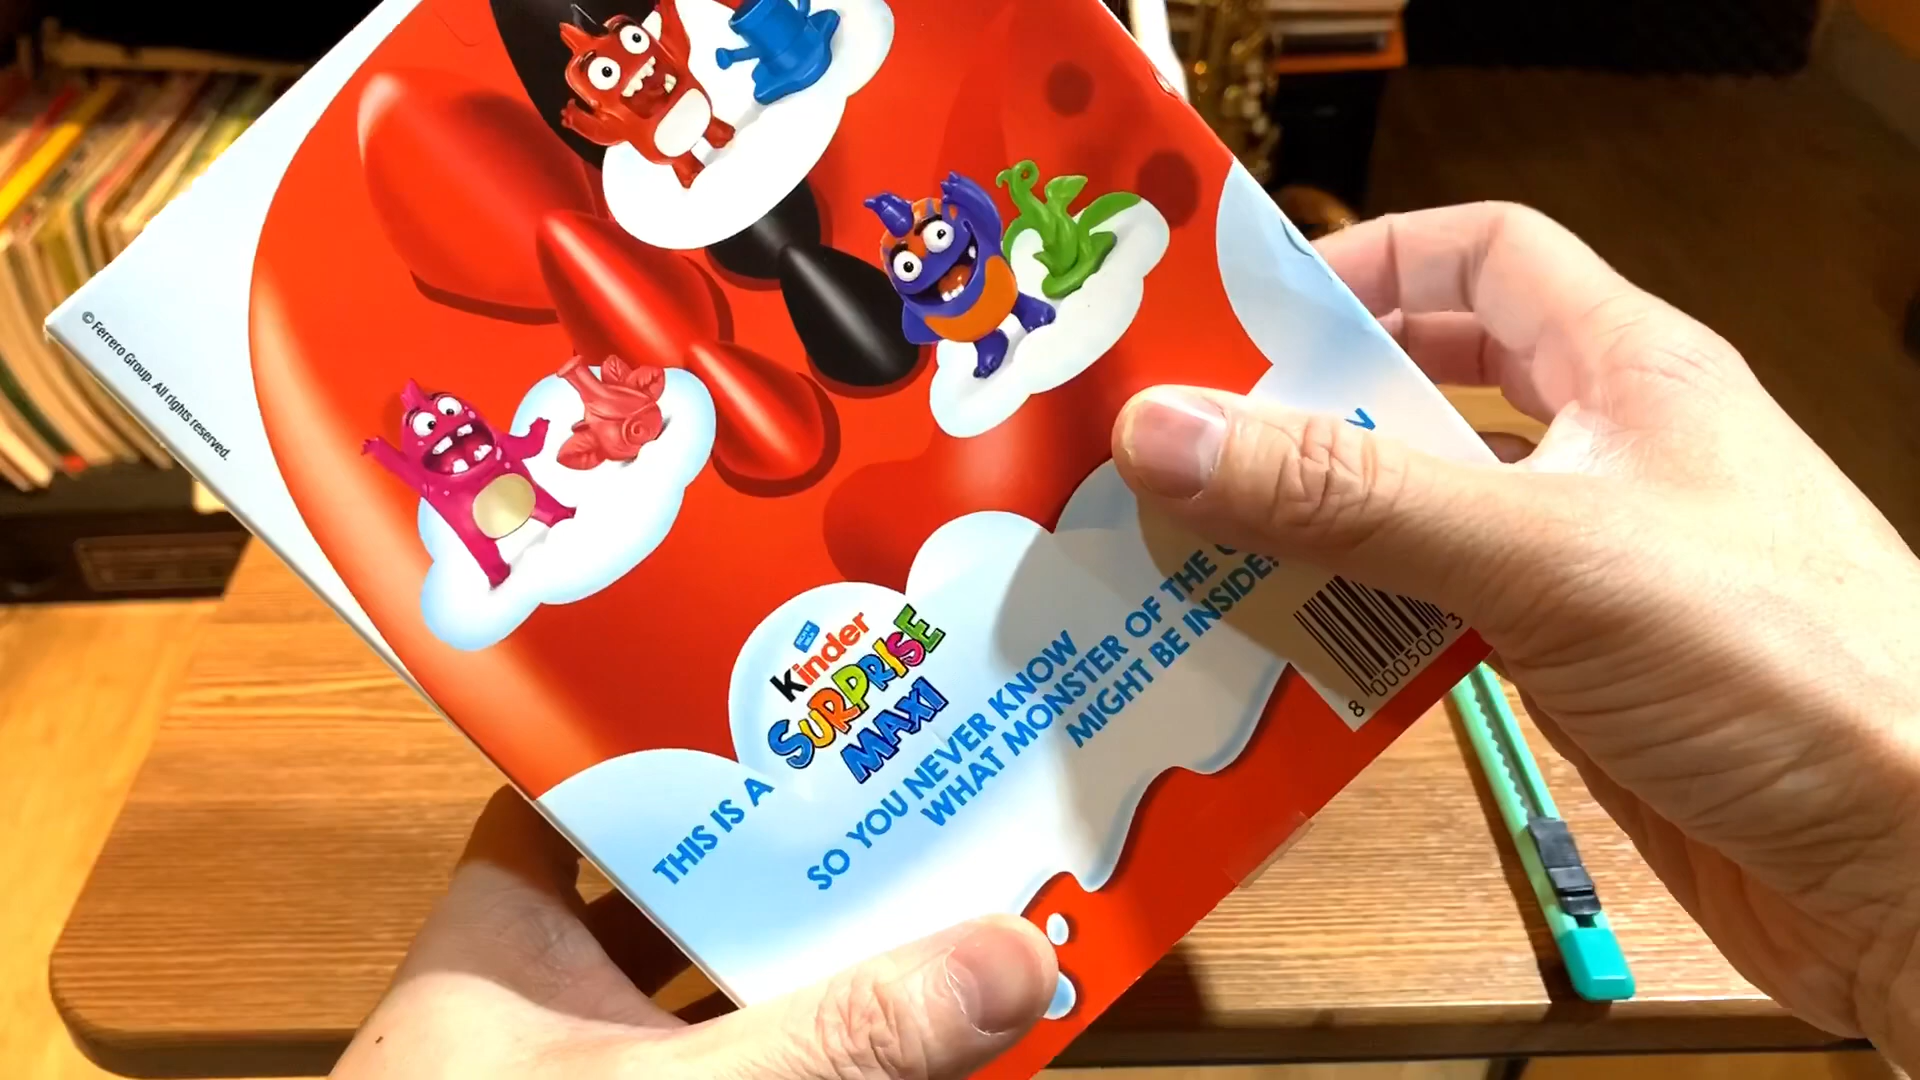 © Ferrero Group. All rights reserved.
Kinder
SURPRISE
MAXI
THIS IS A
SO YOU NEVER KNOW
WHAT MONSTER OF THE
MIGHT BE INSIDE!
8 000500 3